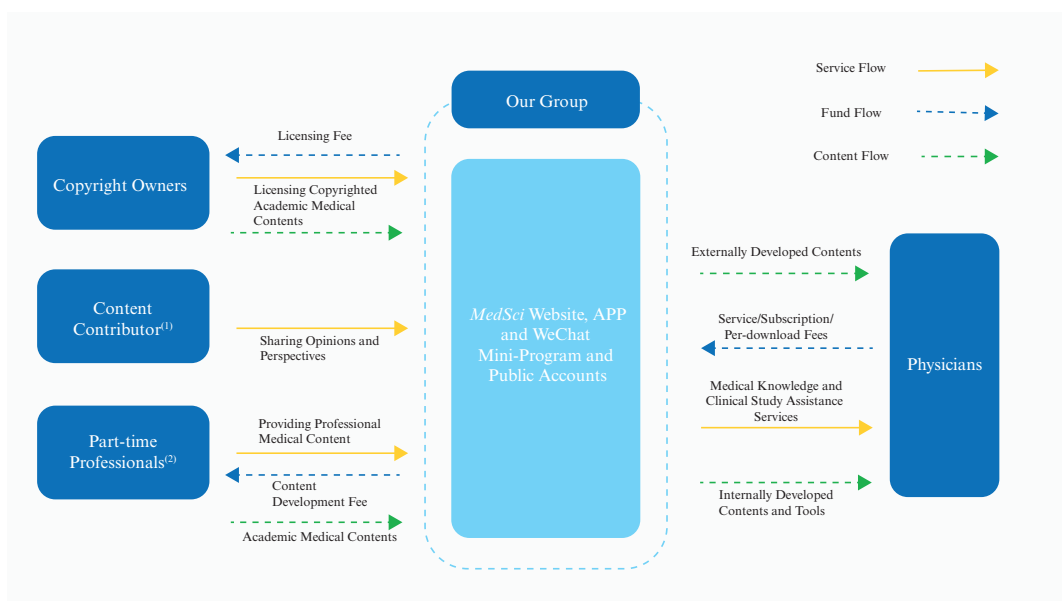 Our Group
Service Flow
Fund Flow
Content Flow
Copyright Owners
Licensing Fee
Licensing Copyrighted
Academic Medical
Contents
Content
Contributor(1)
Sharing Opinions and
Perspectives
Part-time
Professionals(2)
Providing Professional
Medical Content
Content
Development Fee
Academic Medical Contents
MedSci Website, APP
and WeChat
Mini-Program and
Public Accounts
Externally Developed Contents
Service/Subscription/
Per-download Fees
Medical Knowledge and
Clinical Study Assistance
Services
Internally Developed
Contents and Tools
Physicians